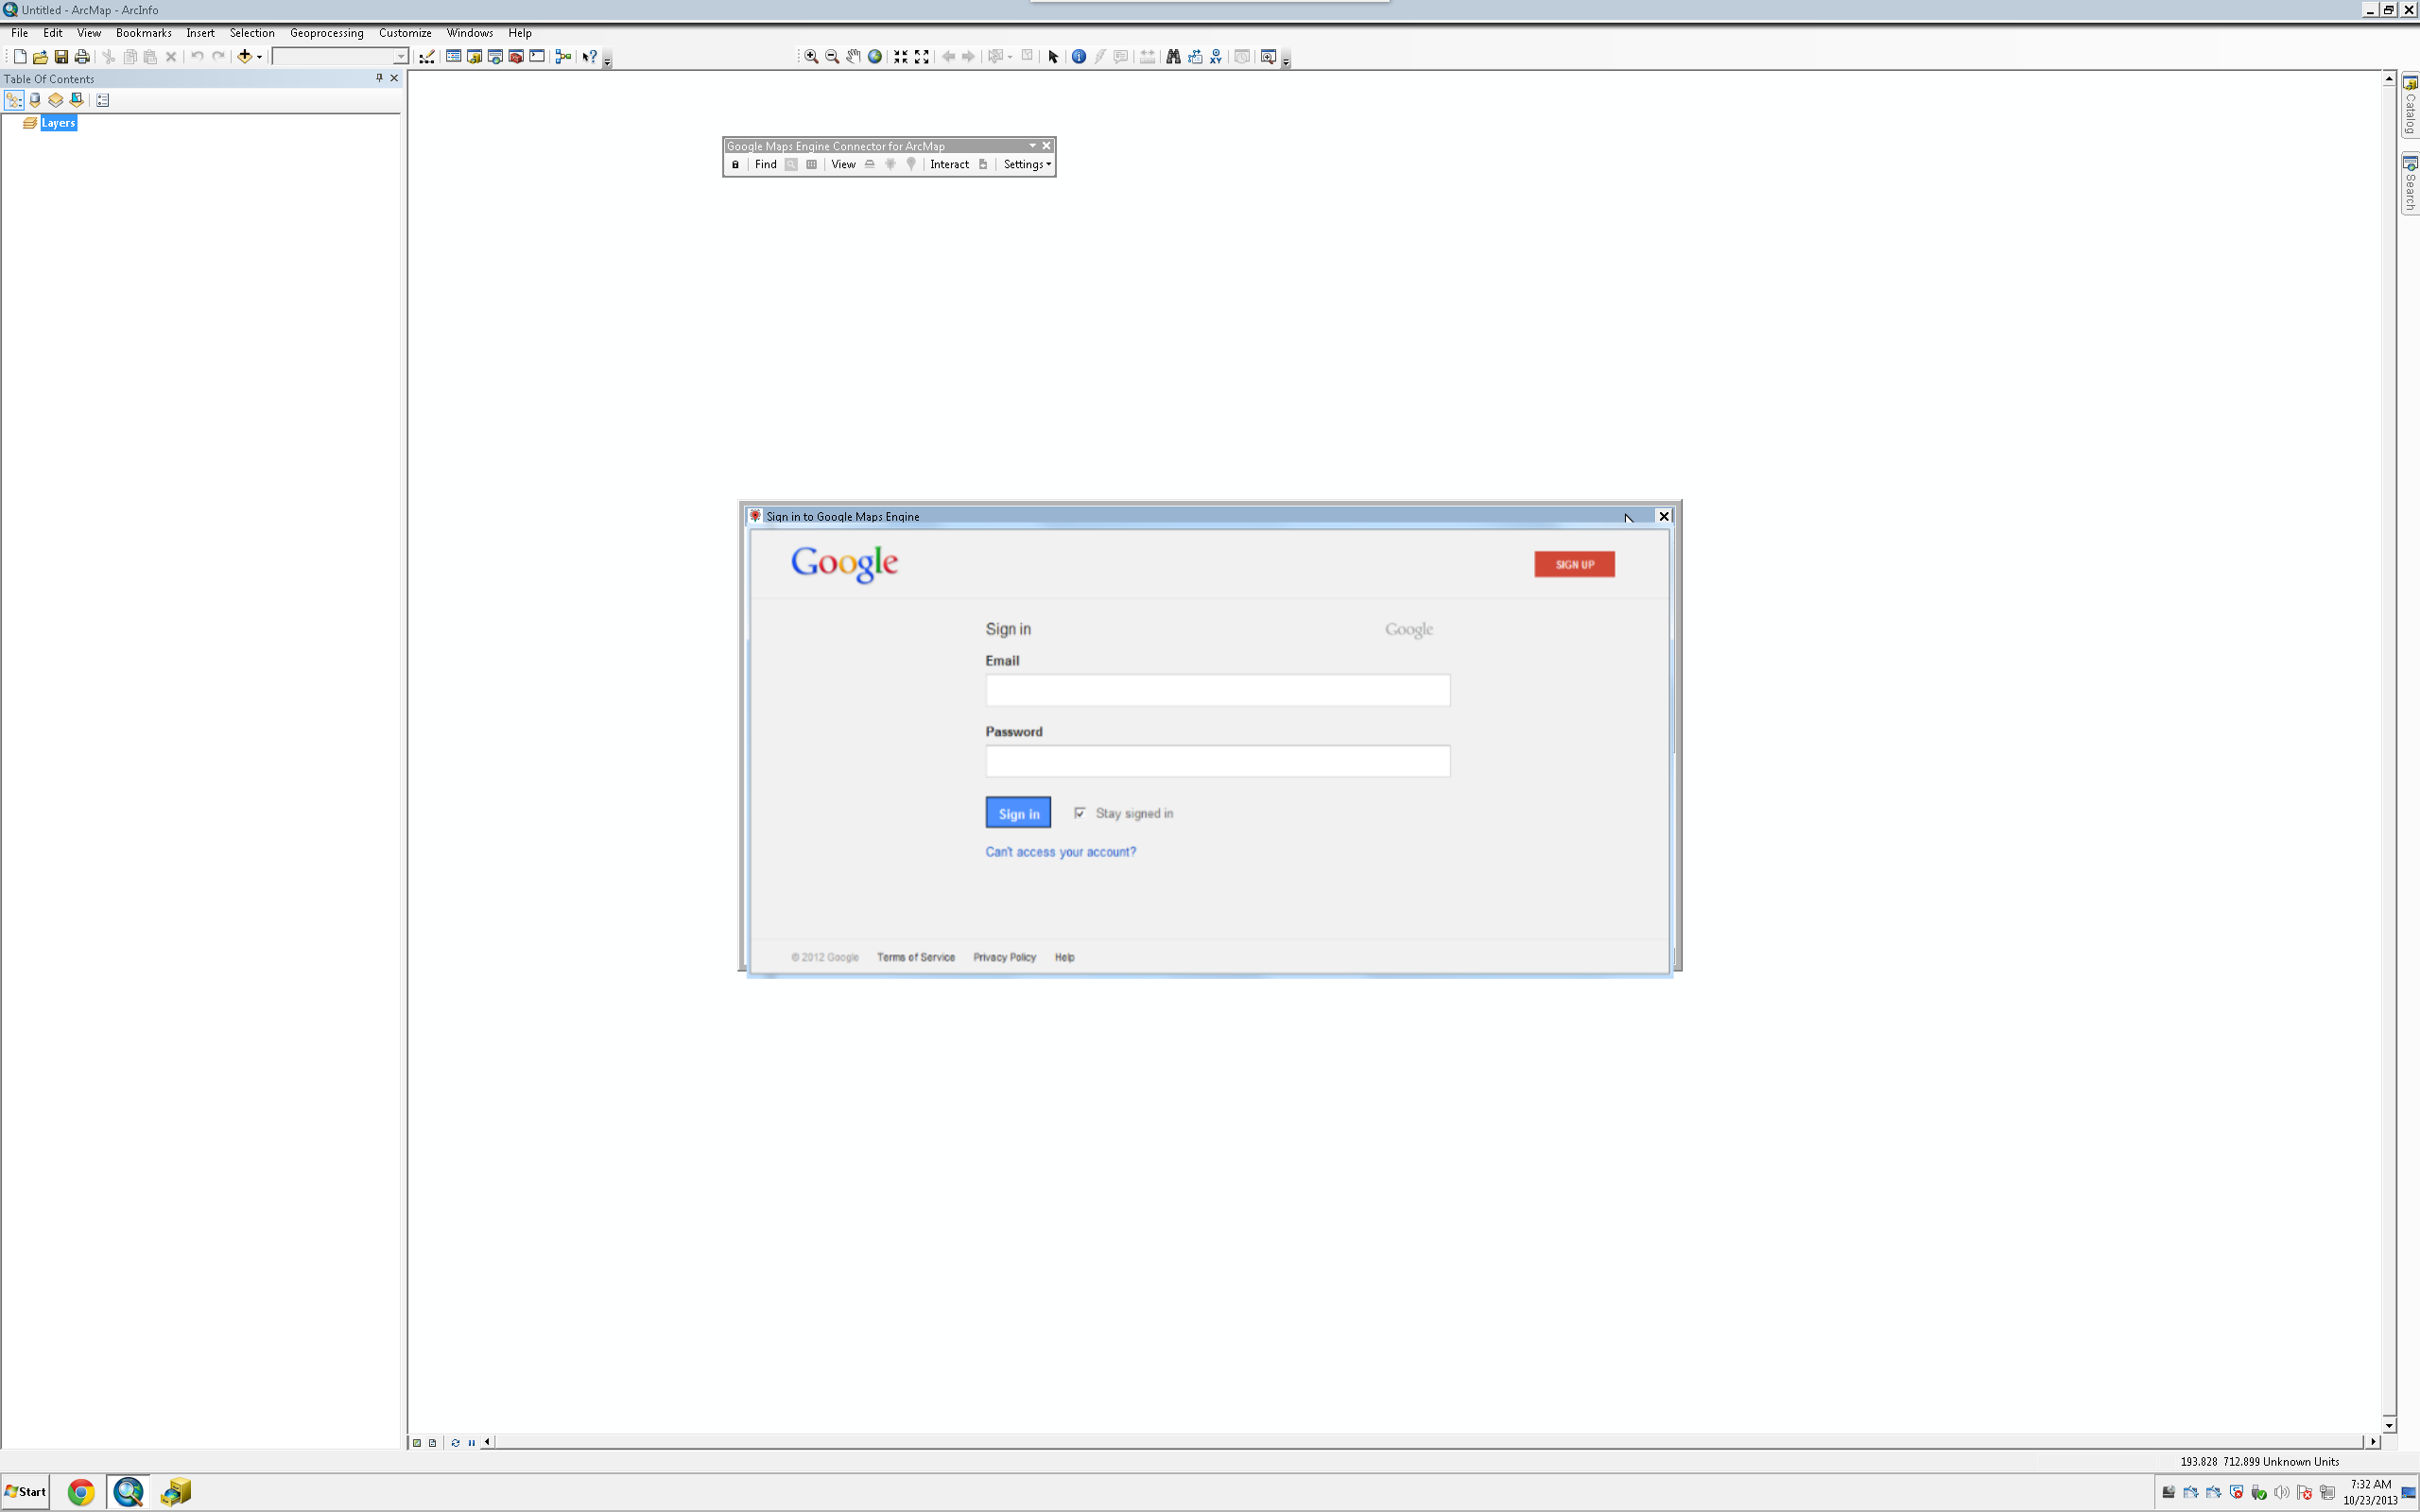 Untitled - ArcMap - ArcInfo
File Edit View Bookmarks Insert Selection Geoprocessing Customize Windows Help
Table Of Contents
Layers
Catalog
Search
Google Maps Engine Connector for ArcMap
Find View Interact Settings
Sign in to Google Maps Engine
Google
SIGN UP
Sign in Google
Email
Password
Sign in Stay signed in
Can't access your account?
© 2012 Google Terms of Service Privacy Policy Help
193.828 712.899 Unknown Units
Start
7:32 AM
10/23/2013